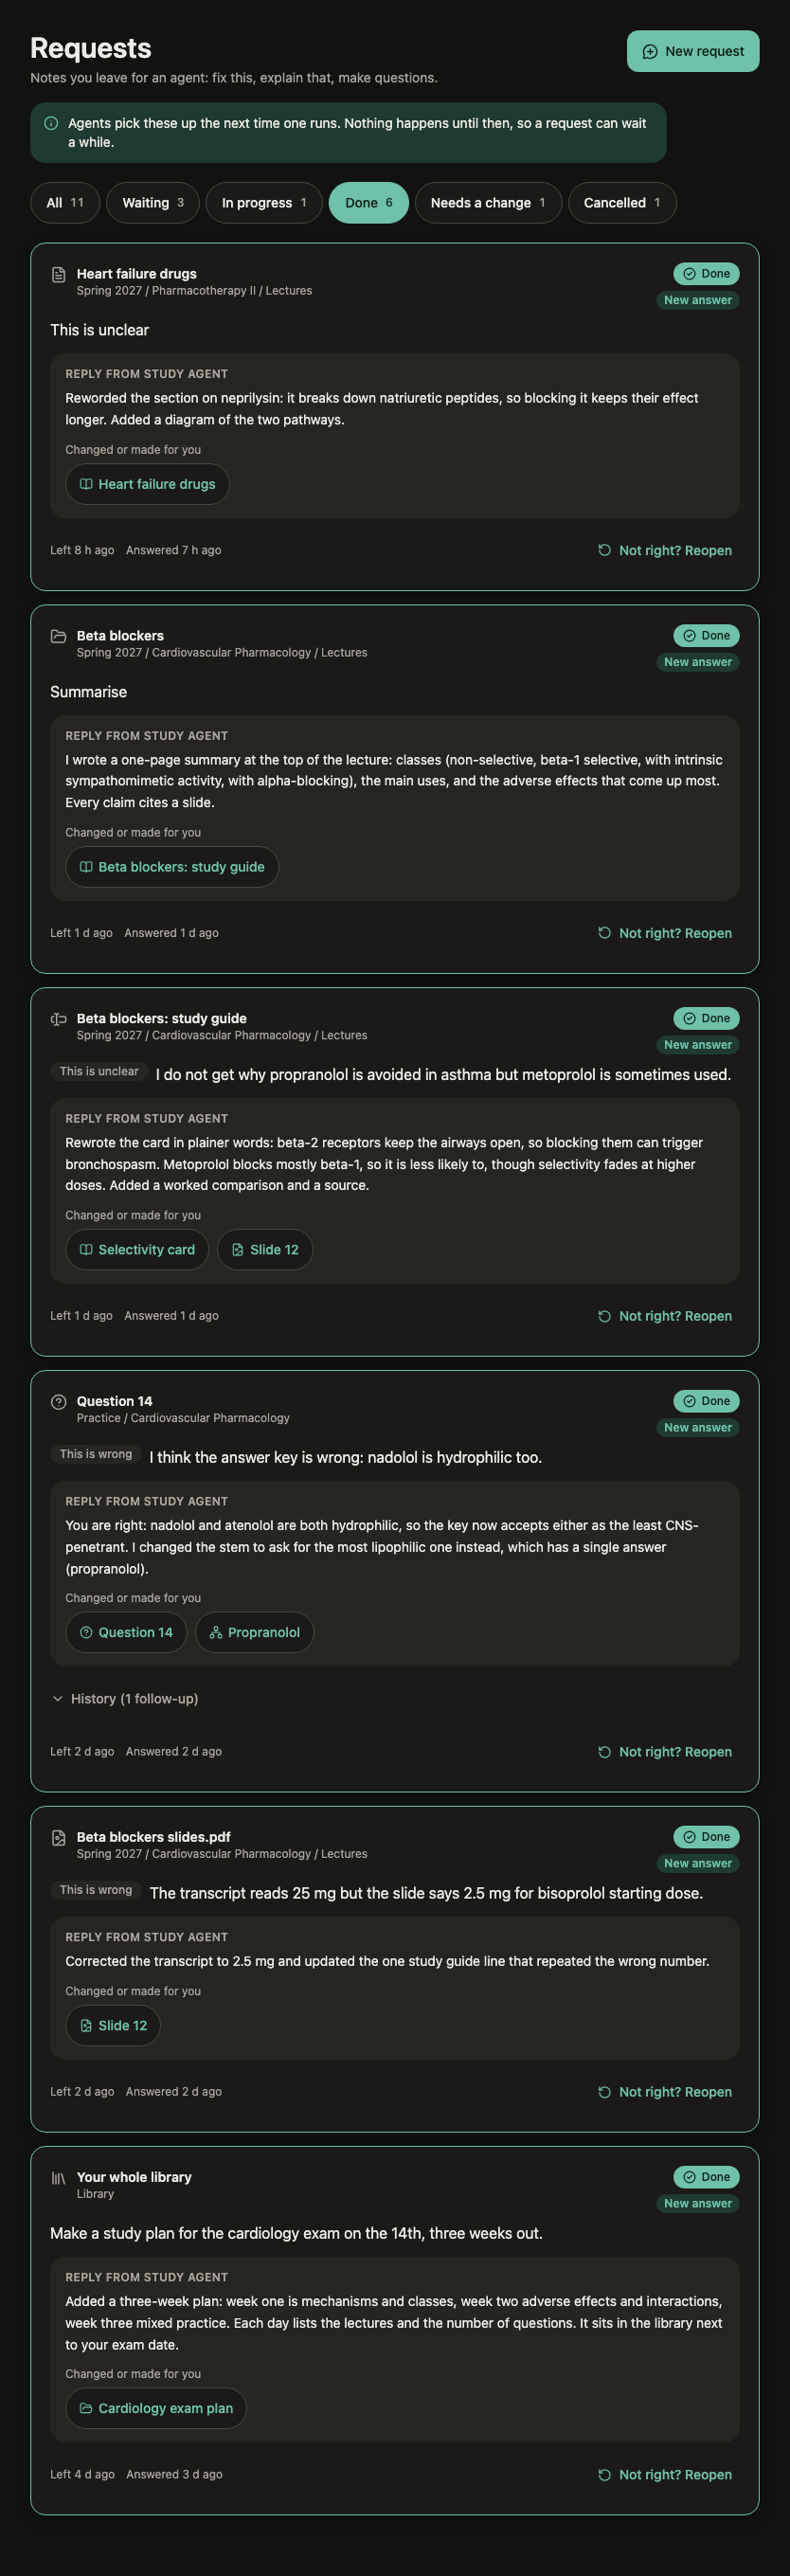 Requests
New request
Notes you leave for an agent: fix this, explain that, make questions.
Agents pick these up the next time one runs. Nothing happens until then, so a request can wait
a while.
All 11
Waiting 3
In progress 1
Done 6
Needs a change 1
Cancelled 1
Heart failure drugs
Done
Spring 2027 / Pharmacotherapy II / Lectures
New answer
This is unclear
REPLY FROM STUDY AGENT
Reworded the section on neprilysin: it breaks down natriuretic peptides, so blocking it keeps their effect
longer. Added a diagram of the two pathways.
Changed or made for you
Heart failure drugs
Left 8 h ago Answered 7 h ago
Not right? Reopen
Beta blockers
Done
Spring 2027 / Cardiovascular Pharmacology / Lectures
New answer
Summarise
REPLY FROM STUDY AGENT
I wrote a one-page summary at the top of the lecture: classes (non-selective, beta-1 selective, with intrinsic
sympathomimetic activity, with alpha-blocking), the main uses, and the adverse effects that come up most.
Every claim cites a slide.
Changed or made for you
Beta blockers: study guide
Left 1 d ago Answered 1 d ago
Not right? Reopen
Beta blockers: study guide
Done
Spring 2027 / Cardiovascular Pharmacology / Lectures
New answer
This is unclear I do not get why propranolol is avoided in asthma but metoprolol is sometimes used.
REPLY FROM STUDY AGENT
Rewrote the card in plainer words: beta-2 receptors keep the airways open, so blocking them can trigger
bronchospasm. Metoprolol blocks mostly beta-1, so it is less likely to, though selectivity fades at higher
doses. Added a worked comparison and a source.
Changed or made for you
Selectivity card
Slide 12
Left 1 d ago Answered 1 d ago
Not right? Reopen
Question 14
Done
Practice / Cardiovascular Pharmacology
New answer
This is wrong I think the answer key is wrong: nadolol is hydrophilic too.
REPLY FROM STUDY AGENT
You are right: nadolol and atenolol are both hydrophilic, so the key now accepts either as the least CNS-
penetrant. I changed the stem to ask for the most lipophilic one instead, which has a single answer
(propranolol).
Changed or made for you
Question 14
Propranolol
History (1 follow-up)
Left 2 d ago Answered 2 d ago
Not right? Reopen
Beta blockers slides.pdf
Done
Spring 2027 / Cardiovascular Pharmacology / Lectures
New answer
This is wrong The transcript reads 25 mg but the slide says 2.5 mg for bisoprolol starting dose.
REPLY FROM STUDY AGENT
Corrected the transcript to 2.5 mg and updated the one study guide line that repeated the wrong number.
Changed or made for you
Slide 12
Left 2 d ago Answered 2 d ago
Not right? Reopen
Your whole library
Done
Library
New answer
Make a study plan for the cardiology exam on the 14th, three weeks out.
REPLY FROM STUDY AGENT
Added a three-week plan: week one is mechanisms and classes, week two adverse effects and interactions,
week three mixed practice. Each day lists the lectures and the number of questions. It sits in the library next
to your exam date.
Changed or made for you
Cardiology exam plan
Left 4 d ago Answered 3 d ago
Not right? Reopen